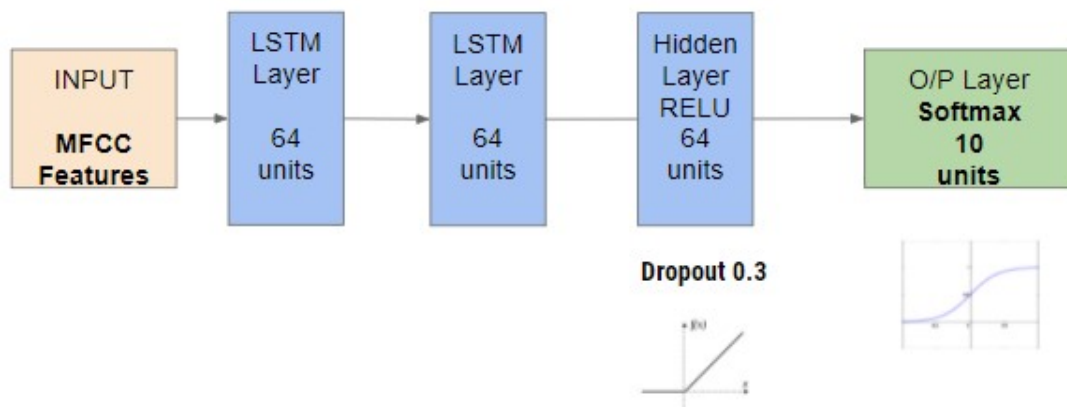 INPUT
MFCC
Features
LSTM
Layer
64
units
LSTM
Layer
64
units
Hidden
Layer
RELU
64
units
O/P Layer
Softmax
10
units
Dropout 0.3